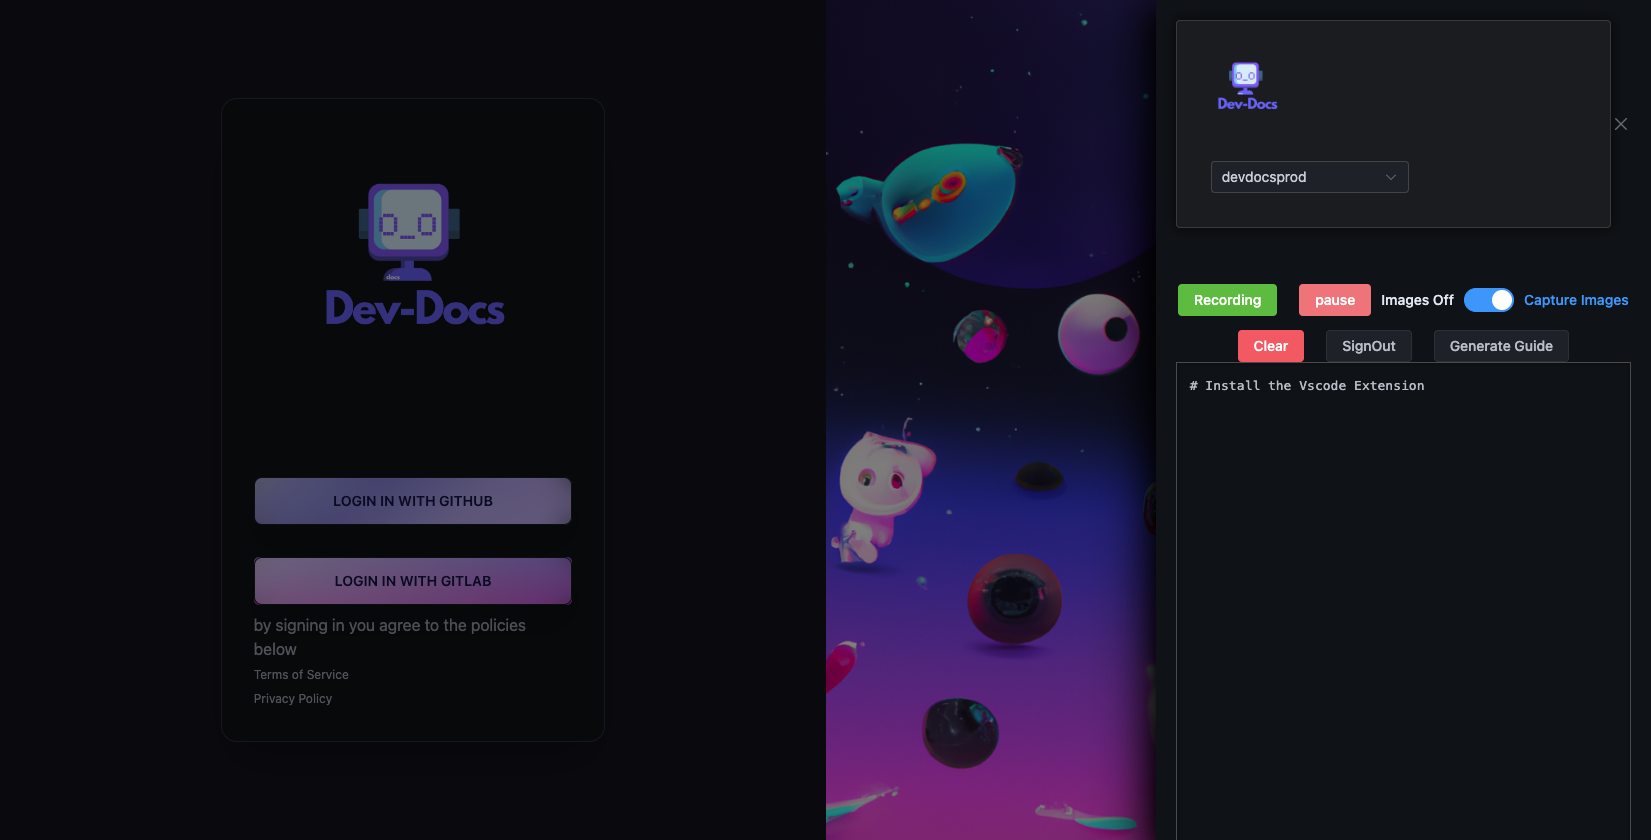 docs
Dev-Docs
LOGIN IN WITH GITHUB
LOGIN IN WITH GITLAB
by signing in you agree to the policies
below
Terms of Service
Privacy Policy
Dev-Docs
devdocsprod
Recording
pause
Images Off
Capture Images
Clear
SignOut
Generate Guide
# Install the Vscode Extension